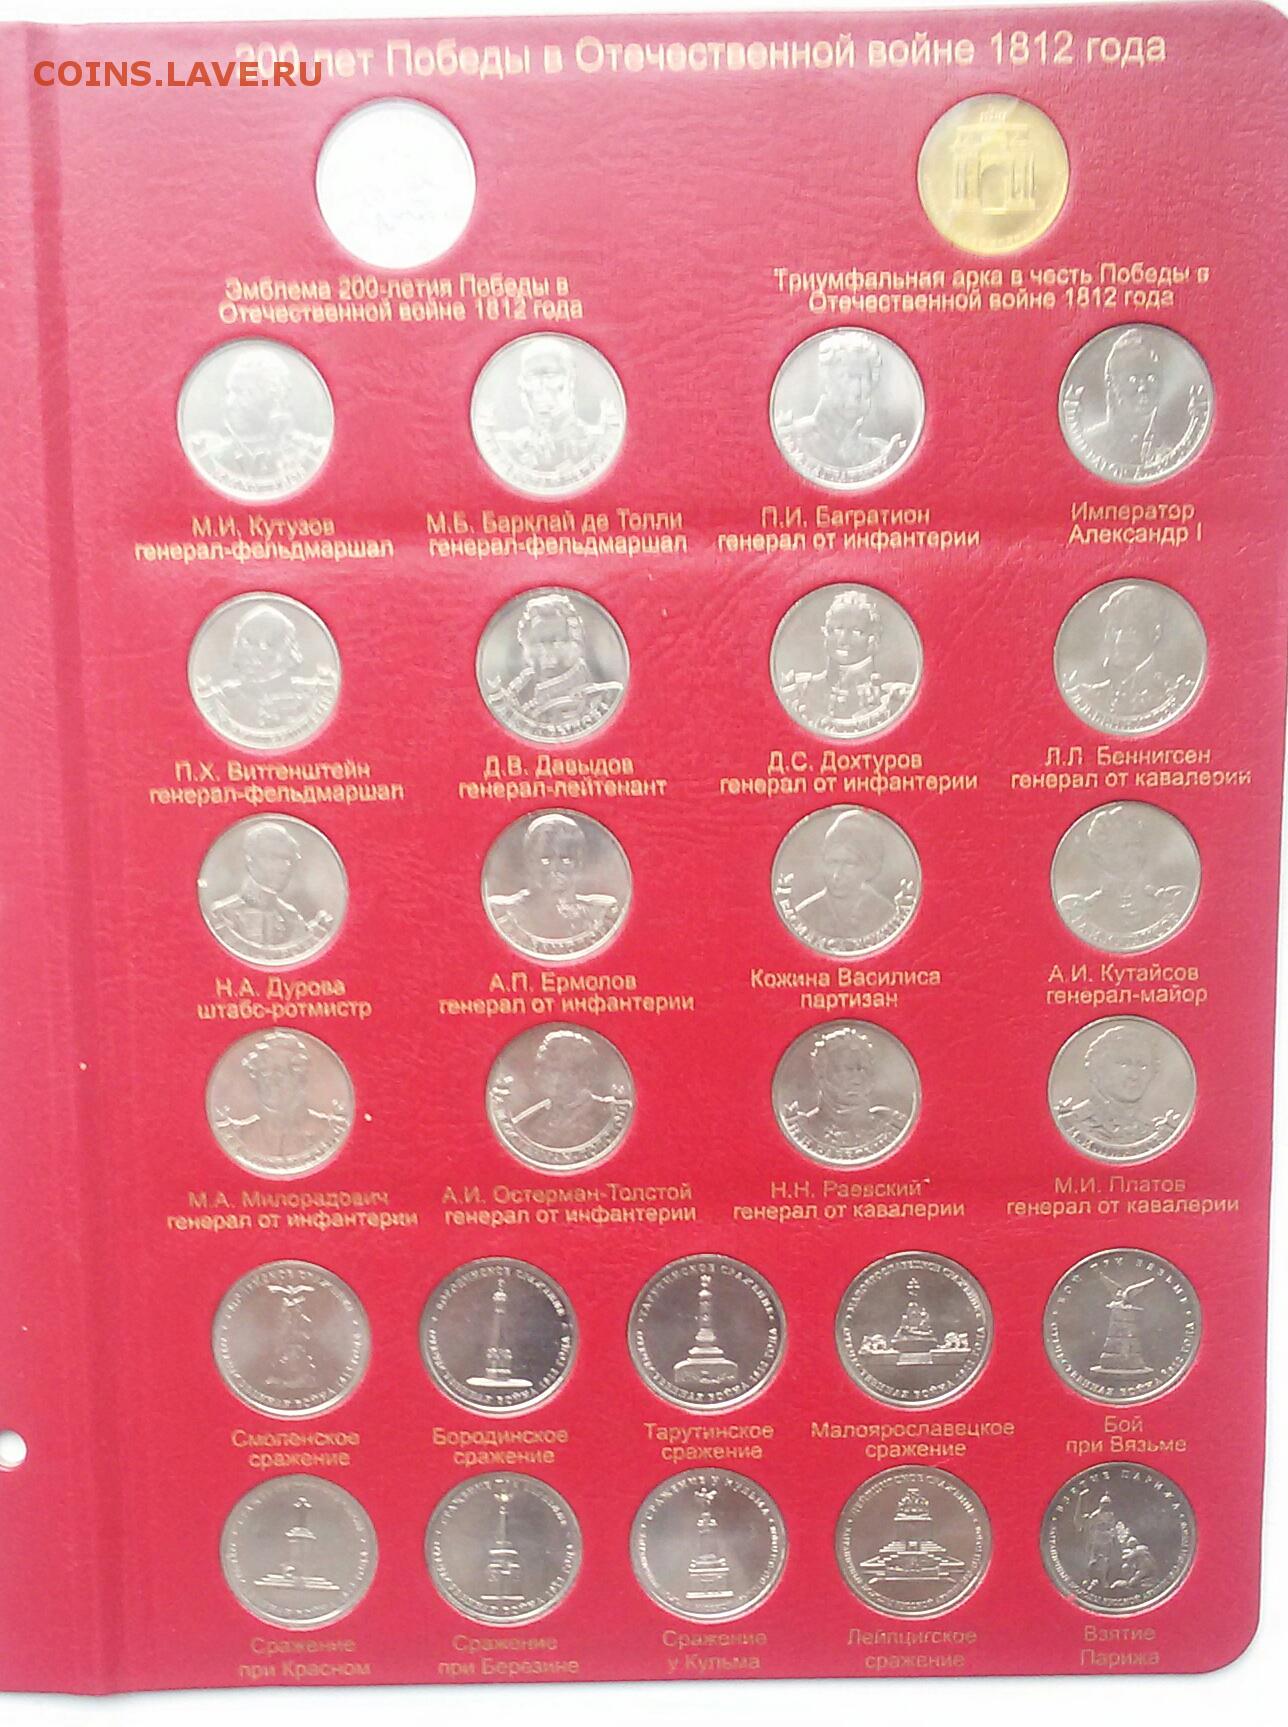 200 лет Победы в Отечественной войне 1812 года
COINS.LAVE.RU
Эмблема 200-летия Победы в
Отечественной войне 1812 года
Триумфальная арка в честь Победы в
Отечественной войне 1812 года
М.И. Кутузов
генерал-фельдмаршал
М.Б. Барклай де Толли
генерал-фельдмаршал
П.И. Багратион
генерал от инфантерии
Император
Александр I
П.Х. Витгенштейн
генерал-фельдмаршал
Д.В. Давыдов
генерал-лейтенант
Д.С. Дохтуров
генерал от инфантерии
Л.Л. Беннигсен
генерал от кавалерии
Н.А. Дурова
штабс-ротмистр
А.П. Ермолов
генерал от инфантерии
Кожина Василиса
партизан
А.И. Кутайсов
генерал-майор
М.А. Милорадович
генерал от инфантерии
А.И. Остерман-Толстой
генерал от инфантерии
Н.Н. Раевский
генерал от кавалерии
М.И. Платов
генерал от кавалерии
Смоленское
сражение
Бородинское
сражение
Тарутинское
сражение
Малоярославецкое
сражение
Бой
при Вязьме
Сражение
при Красном
Сражение
при Березине
Сражение
у Кульма
Лейпцигское
сражение
Взятие
Парижа